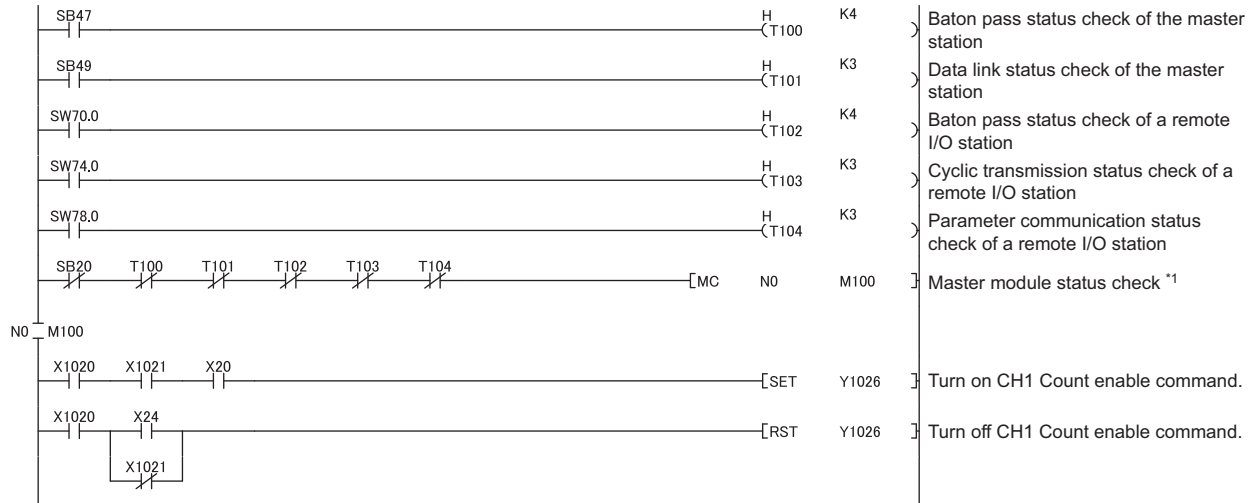 SB47 H K4 Baton pass status check of the master
T100 station
SB49 H K3 Data link status check of the master
T101 station
SW70.0 H K4 Baton pass status check of a remote
T102 I/O station
SW74.0 H K3 Cyclic transmission status check of a
T103 remote I/O station
SW78.0 H K3 Parameter communication status
T104 check of a remote I/O station
SB20 T100 T101 T102 T103 T104
MC N0 M100 Master module status check *1
N0 M100
X1020 X1021 X20
SET Y1026 Turn on CH1 Count enable command.
X1020 X24
RST Y1026 Turn off CH1 Count enable command.
X1021